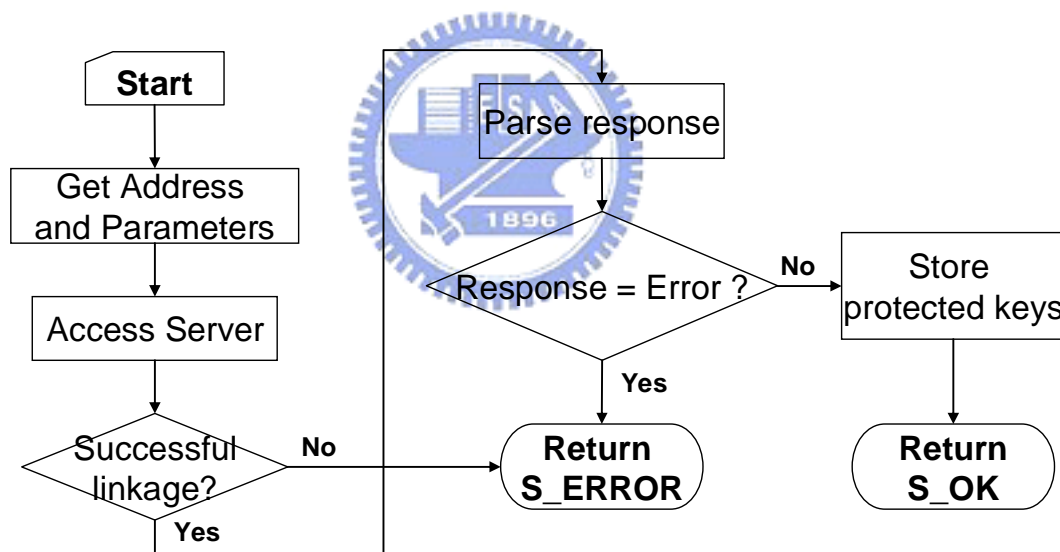 Start
Get Address
and Parameters
Access Server
Successful
linkage?
No
Yes
Parse response
E S A
1896
Response = Error ?
No
Yes
Return
S_ERROR
Store
protected keys
Return
S_OK